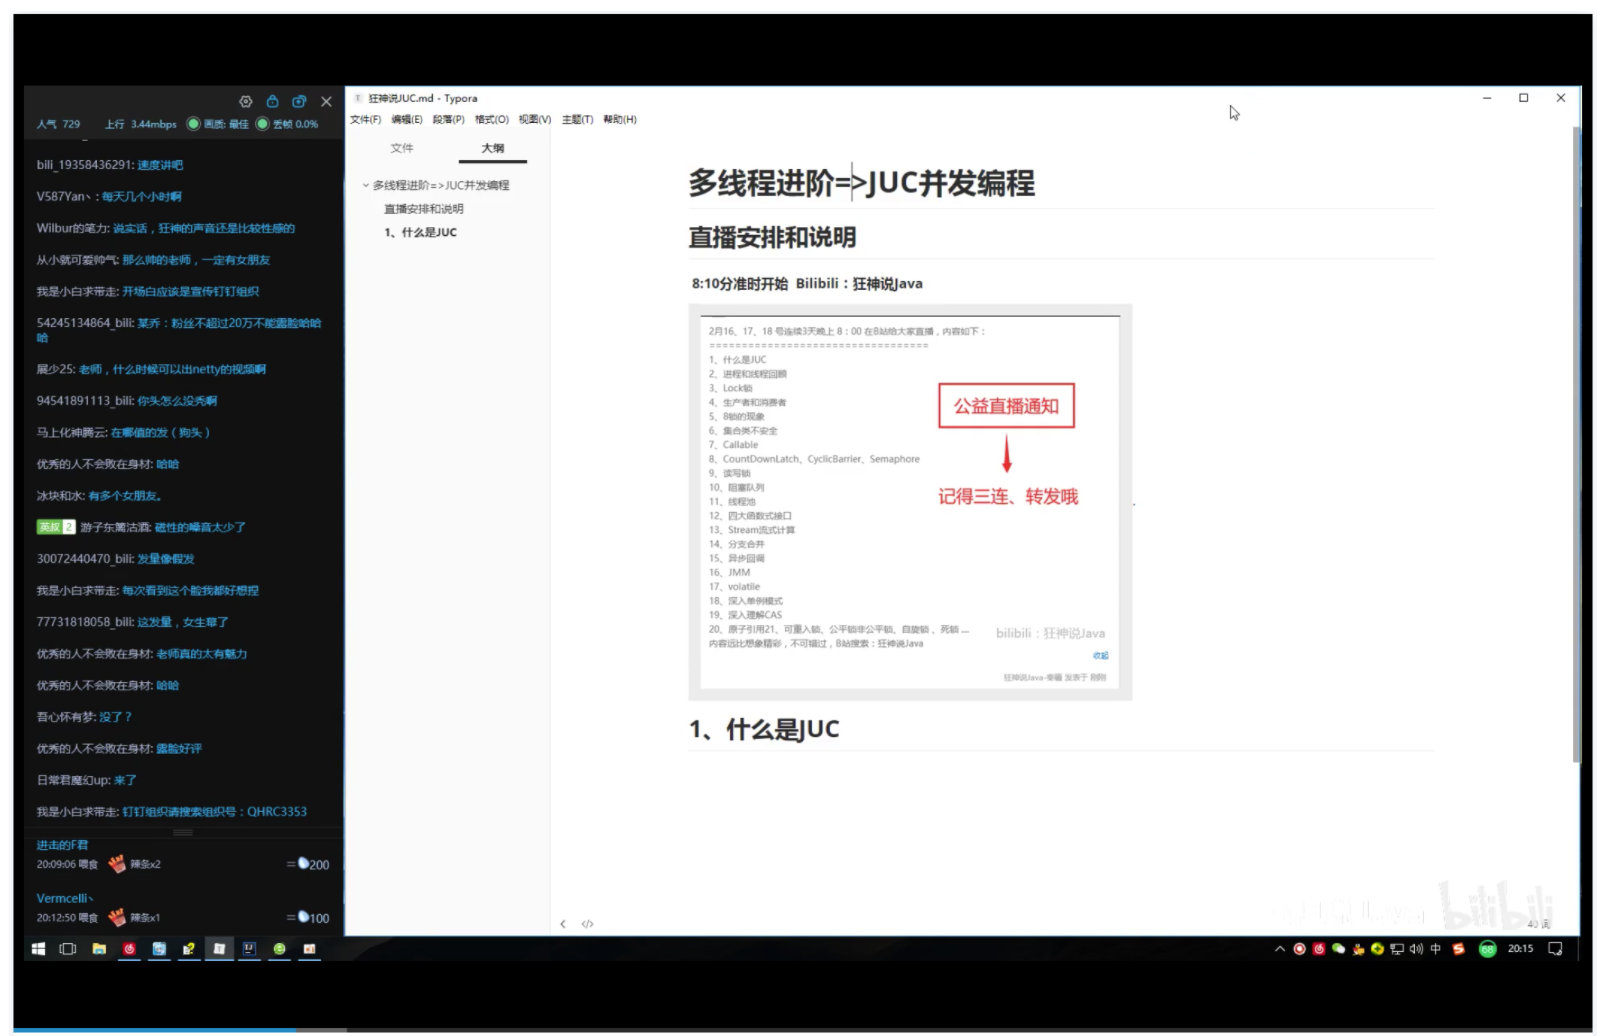 人气 729 上行 3.44mbps 画质: 最佳 丢帧 0.0%
bili_19358436291: 速度讲吧
V587Yan丶: 每天几个小时啊
Wilbur的笔力: 说实话，狂神的声音还是比较性感的
从小就可爱帅气: 那么帅的老师，一定有女朋友
我是小白求带走: 开场白应该是宣传钉钉组织
54245134864_bili: 某乔：粉丝不超过20万不能露脸哈哈
哈
展少25: 老师，什么时候可以出netty的视频啊
94541891113_bili: 你头怎么没秃啊
马上化神腾云: 在哪值的发（狗头）
优秀的人不会败在身材: 哈哈
冰块和水: 有多个女朋友。
英叔 2 游子东篱沽酒: 磁性的嗓音太少了
30072440470_bili: 发量像假发
我是小白求带走: 每次看到这个脸我都好想捏
77731818058_bili: 这发量，女生馋了
优秀的人不会败在身材: 老师真的太有魅力
优秀的人不会败在身材: 哈哈
吾心怀有梦: 没了？
优秀的人不会败在身材: 露脸好评
日常君魔幻up: 来了
我是小白求带走: 钉钉组织请搜索组织号：QHRC3353
进击的F君
20:09:06 喂食 辣条x2 =200
Vermcelli丶
20:12:50 喂食 辣条x1 =100
狂神说JUC.md - Typora
文件(F) 编辑(E) 段落(P) 格式(O) 视图(V) 主题(T) 帮助(H)
文件 大纲
多线程进阶=>JUC并发编程
直播安排和说明
1、什么是JUC
多线程进阶=>JUC并发编程
直播安排和说明
8:10分准时开始 Bilibili：狂神说Java
2月16、17、18 号连续3天晚上 8：00 在B站给大家直播，内容如下：
==================================
1、什么是JUC
2、进程和线程回顾
3、Lock锁
4、生产者和消费者
5、8锁的现象
6、集合类不安全
7、Callable
8、CountDownLatch、CyclicBarrier、Semaphore
9、读写锁
10、阻塞队列
11、线程池
12、四大函数式接口
13、Stream流式计算
14、分支合并
15、异步回调
16、JMM
17、volatile
18、深入单例模式
19、深入理解CAS
20、原子引用21、可重入锁、公平锁非公平锁、自旋锁 、死锁 ...
内容远比想象精彩，不可错过，B站搜索：狂神说Java
公益直播通知
记得三连、转发哦
bilibili：狂神说Java
收起
狂神说Java-秦疆 发表于 刚刚
1、什么是JUC
bilibili
40 词
中 68 20:15